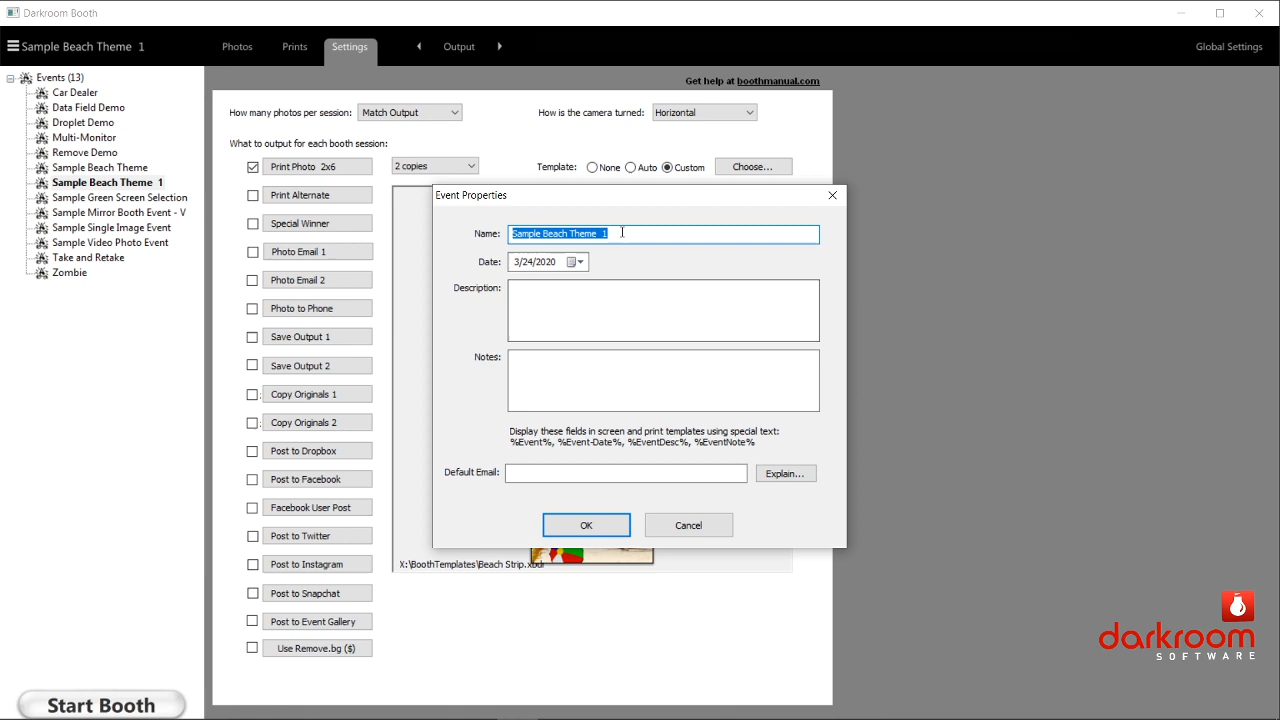 Darkroom Booth
Sample Beach Theme 1
Photos
Prints
Settings
Output
Global Settings
Events (13)
Car Dealer
Data Field Demo
Droplet Demo
Multi-Monitor
Remove Demo
Sample Beach Theme
Sample Beach Theme 1
Sample Green Screen Selection
Sample Mirror Booth Event - V
Sample Single Image Event
Sample Video Photo Event
Take and Retake
Zombie
Start Booth
Get help at boothmanual.com
How many photos per session: Match Output
How is the camera turned: Horizontal
What to output for each booth session:
Print Photo 2x6
2 copies
Template: None Auto Custom Choose...
Print Alternate
Special Winner
Photo Email 1
Photo Email 2
Photo to Phone
Save Output 1
Save Output 2
Copy Originals 1
Copy Originals 2
Post to Dropbox
Post to Facebook
Facebook User Post
Post to Twitter
Post to Instagram
Post to Snapchat
Post to Event Gallery
Use Remove.bg ($)
X:\BoothTemplates\Beach Strip.xbdr
Event Properties
Name: Sample Beach Theme 1
Date: 3/24/2020
Description:
Notes:
Display these fields in screen and print templates using special text:
%Event%, %Event-Date%, %EventDesc%, %EventNote%
Default Email:
Explain...
OK
Cancel
darkroom
SOFTWARE